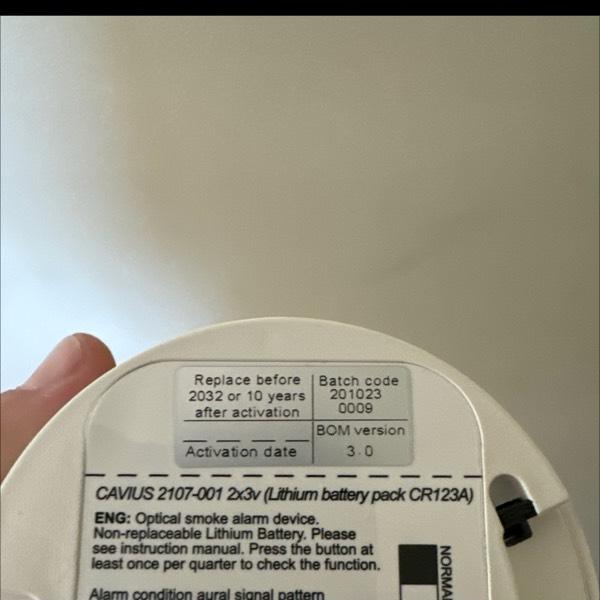 Replace before
2032 or 10 years
after activation
Activation date
Batch code
201023
0009
BOM version
3.0
CAVIUS 2107-001 2x3v (Lithium battery pack CR123A)
ENG: Optical smoke alarm device.
Non-replaceable Lithium Battery. Please
see instruction manual. Press the button at
least once per quarter to check the function.
Alarm condition aural signal pattern